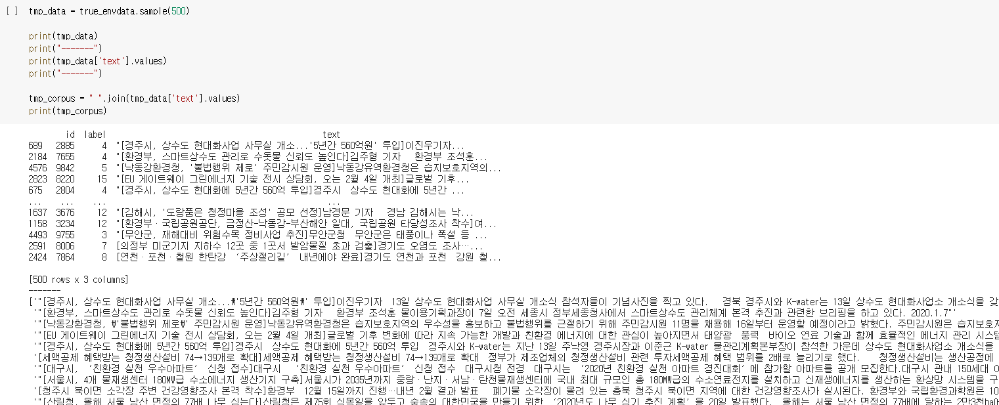 [ ] tmp_data = true_envdata.sample(500)
print(tmp_data)
print("-------")
print(tmp_data['text'].values)
print("-------")
tmp_corpus = " ".join(tmp_data['text'].values)
print(tmp_corpus)
id label text
689 2885 4 "[경주시, 상수도 현대화사업 사무실 개소...'5년간 560억원' 투입]이진우기자...
2184 7655 4 "[환경부, 스마트상수도 관리로 수돗물 신뢰도 높인다]김주형 기자 환경부 조석훈...
4576 9842 5 "[낙동강환경청, '불법행위 제로' 주민감시원 운영]낙동강유역환경청은 습지보호지역의...
2823 8220 15 "[EU 게이트웨이 그린에너지 기술 전시 상담회, 오는 2월 4일 개최]글로벌 기후...
675 2804 4 "[경주시, 상수도 현대화에 5년간 560억 투입]경주시 상수도 현대화에 5년간 ...
... ... ... ...
1637 3676 12 "[김해시, '도랑품은 청정마을 조성' 공모 선정]남경문 기자 경남 김해시는 낙...
1158 3234 12 "[환경부·국립공원공단, 금정산-낙동강-부산해안 일대, 국립공원 타당성조사 착수]여...
4493 9755 3 "[무안군, 재해대비 위험수목 정비사업 추진]무안군청 무안군은 태풍이나 폭설 등 ...
2591 8006 7 [의정부 미군기지 지하수 12곳 중 1곳서 발암물질 초과 검출]경기도 오염도 조사…...
2424 7864 8 [연천·포천·철원 한탄강 ‘주상절리길’ 내년에야 완료]경기도 연천과 포천 강원 철...
[500 rows x 3 columns]
-------
['"[경주시, 상수도 현대화사업 사무실 개소...₩'5년간 560억원₩' 투입]이진우기자 13일 상수도 현대화사업 사무실 개소식 참석자들이 기념사진을 찍고 있다. 경북 경주시와 K-water는 13일 상수도 현대화사업소 개소식을 갖
'"[환경부, 스마트상수도 관리로 수돗물 신뢰도 높인다]김주형 기자 환경부 조석훈 물이용기획과장이 7일 오전 세종시 정부세종청사에서 스마트상수도 관리체계 본격 추진과 관련한 브리핑을 하고 있다. 2020.1.7"'
'"[낙동강환경청, ₩'불법행위 제로₩' 주민감시원 운영]낙동강유역환경청은 습지보호지역의 우수성을 홍보하고 불법행위를 근절하기 위해 주민감시원 11명을 채용해 16일부터 운영할 예정이라고 밝혔다. 주민감시원은 습지보호지
'"[EU 게이트웨이 그린에너지 기술 전시 상담회, 오는 2월 4일 개최]글로벌 기후 변화에 따라 지속 가능한 개발과 친환경 에너지에 대한 관심이 높아지면서 태양광 풍력 바이오 연료 기술과 함께 효율적인 에너지 관리 시스템
'"[경주시, 상수도 현대화에 5년간 560억 투입]경주시 상수도 현대화에 5년간 560억 투입 경주시와 K-water는 지난 13일 주낙영 경주시장과 이준근 K-water 물관리계획본부장이 참석한 가운데 상수도 현대화사업소 개소식을
'[세액공제 혜택받는 청정생산설비 74→139개로 확대]세액공제 혜택받는 청정생산설비 74→139개로 확대 정부가 제조업체의 청정생산설비 관련 투자세액공제 혜택 범위를 2배로 늘리기로 했다. 청정생산설비는 생산공정에
'"[대구시, ‘친환경 실천 우수아파트’ 신청 접수]대구시 ‘친환경 실천 우수아파트’ 신청 접수 대구시청 전경 대구시는 ‘2020년 친환경 실천 아파트 경진대회’에 참가할 아파트를 공개 모집한다.대구시 관내 150세대 이
'"[서울시, 4개 물재생센터 180MW급 수소에너지 생산기지 구축]서울시가 2035년까지 중랑·난지·서남·탄천물재생센터에 국내 최대 규모인 총 180MW급의 수소연료전지를 설치하고 신재생에너지를 생산하는 환상망 시스템을 구
'[청주시 북이면 소각장 주변 건강영향조사 본격 착수]환경부 12월 15일까지 진행…내년 2월 결과 발표 폐기물 소각장이 몰려 있는 충북 청주시 북이면 지역에 대한 건강영향조사가 실시된다. 환경부와 국립환경과학원은 10
'"[산림청, 올해 서울 남산 면적의 77배 나무 심는다]산림청은 제75회 식목일을 앞두고 숲속의 대한민국을 만들기 위한 ‘2020년도 나무 심기 추진 계획’을 20일 발표했다. 올해는 서울 남산 면적의 77배에 달하는 2만3천ha에